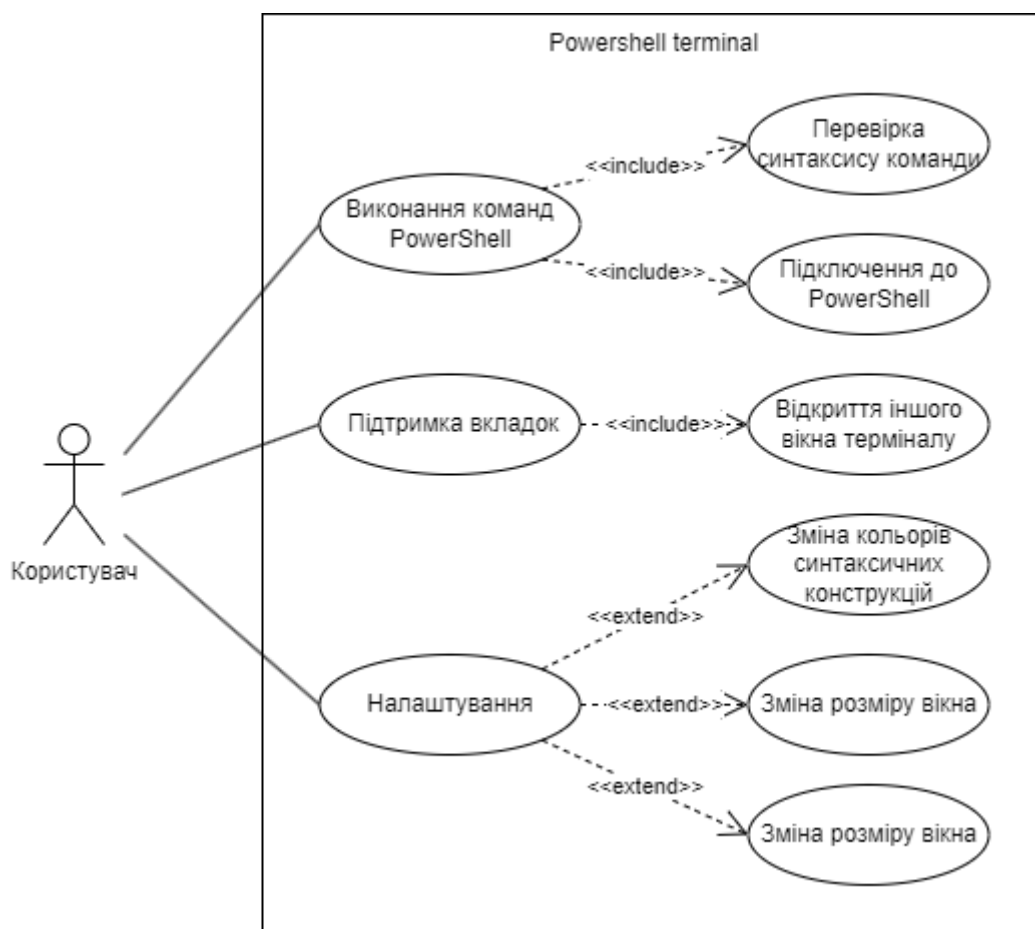 Powershell terminal
Перевірка
синтаксису команди
<<include>>
Виконання команд
PowerShell
<<include>>
Підключення до
PowerShell
Підтримка вкладок
<<include>>
Відкриття іншого
вікна терміналу
Користувач
Зміна кольорів
синтаксичних
конструкцій
<<extend>>
Налаштування
<<extend>>
Зміна розміру вікна
<<extend>>
Зміна розміру вікна